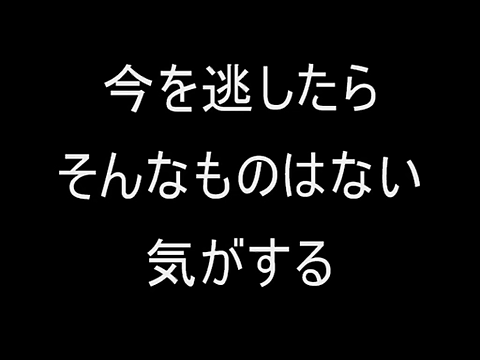 今を逃したら
そんなものはない
気がする